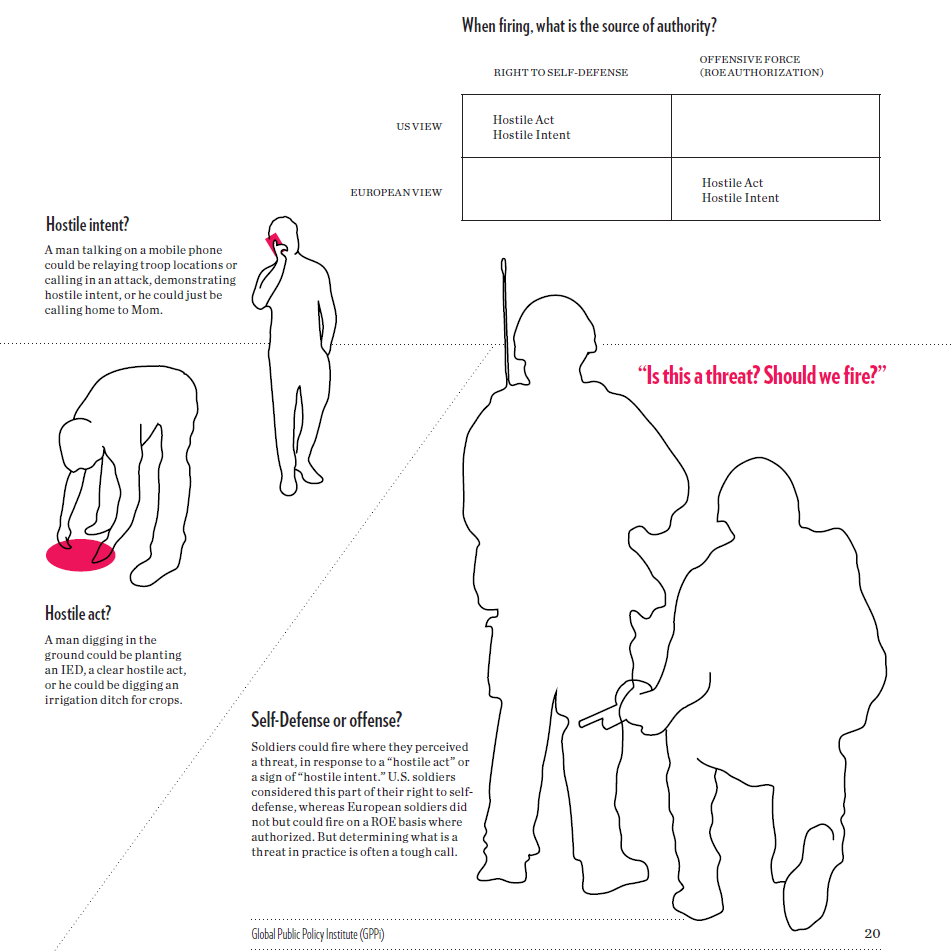 When firing, what is the source of authority?
RIGHT TO SELF-DEFENSE
OFFENSIVE FORCE
(ROE AUTHORIZATION)
US VIEW
Hostile Act
Hostile Intent
EUROPEAN VIEW
Hostile Act
Hostile Intent
Hostile intent?
A man talking on a mobile phone
could be relaying troop locations or
calling in an attack, demonstrating
hostile intent, or he could just be
calling home to Mom.
“Is this a threat? Should we fire?”
Hostile act?
A man digging in the
ground could be planting
an IED, a clear hostile act,
or he could be digging an
irrigation ditch for crops.
Self-Defense or offense?
Soldiers could fire where they perceived
a threat, in response to a “hostile act” or
a sign of “hostile intent.” U.S. soldiers
considered this part of their right to self-
defense, whereas European soldiers did
not but could fire on a ROE basis where
authorized. But determining what is a
threat in practice is often a tough call.
Global Public Policy Institute (GPPi)
20